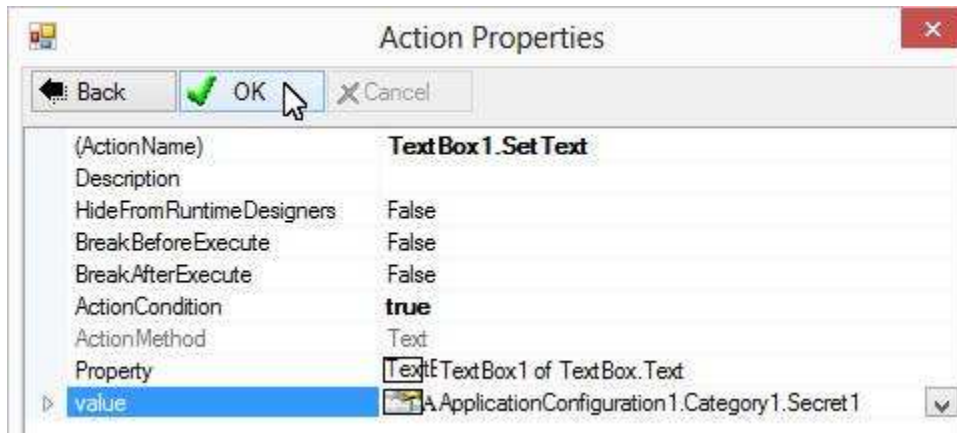 Action Properties
Back OK Cancel
(ActionName) TextBox1.SetText
Description
HideFromRuntimeDesigners False
BreakBeforeExecute False
BreakAfterExecute False
ActionCondition true
ActionMethod Text
Property TextE TextBox1 of TextBox.Text
value A ApplicationConfiguration1.Category1.Secret1